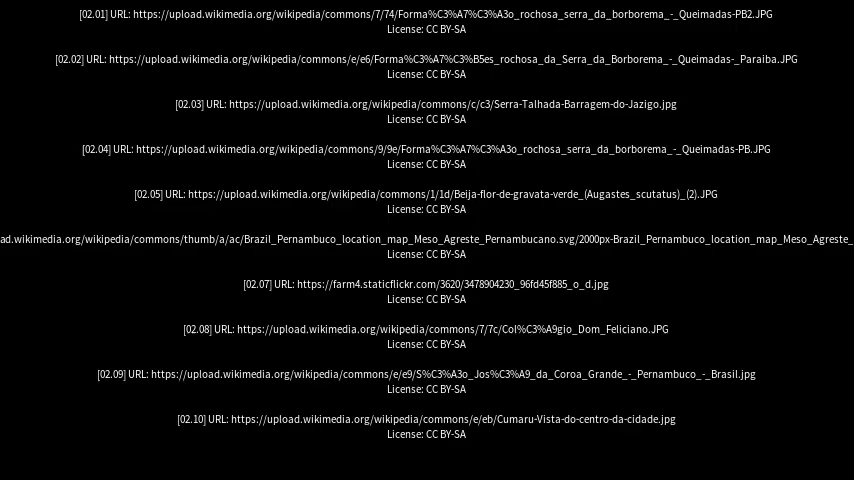 [02.01] URL: https://upload.wikimedia.org/wikipedia/commons/7/74/Forma%C3%A7%C3%A3o_rochosa_serra_da_borborema_-_Queimadas-PB2.JPG
License: CC BY-SA
[02.02] URL: https://upload.wikimedia.org/wikipedia/commons/e/e6/Forma%C3%A7%C3%B5es_rochosa_da_Serra_da_Borborema_-_Queimadas-_Paraiba.JPG
License: CC BY-SA
[02.03] URL: https://upload.wikimedia.org/wikipedia/commons/c/c3/Serra-Talhada-Barragem-do-Jazigo.jpg
License: CC BY-SA
[02.04] URL: https://upload.wikimedia.org/wikipedia/commons/9/9e/Forma%C3%A7%C3%A3o_rochosa_serra_da_borborema_-_Queimadas-PB.JPG
License: CC BY-SA
[02.05] URL: https://upload.wikimedia.org/wikipedia/commons/1/1d/Beija-flor-de-gravata-verde_(Augastes_scutatus)_(2).JPG
License: CC BY-SA
ad.wikimedia.org/wikipedia/commons/thumb/a/ac/Brazil_Pernambuco_location_map_Meso_Agreste_Pernambucano.svg/2000px-Brazil_Pernambuco_location_map_Meso_Agreste_
License: CC BY-SA
[02.07] URL: https://farm4.staticflickr.com/3620/3478904230_96fd45f885_o_d.jpg
License: CC BY-SA
[02.08] URL: https://upload.wikimedia.org/wikipedia/commons/7/7c/Col%C3%A9gio_Dom_Feliciano.JPG
License: CC BY-SA
[02.09] URL: https://upload.wikimedia.org/wikipedia/commons/e/e9/S%C3%A3o_Jos%C3%A9_da_Coroa_Grande_-_Pernambuco_-_Brasil.jpg
License: CC BY-SA
[02.10] URL: https://upload.wikimedia.org/wikipedia/commons/e/eb/Cumaru-Vista-do-centro-da-cidade.jpg
License: CC BY-SA